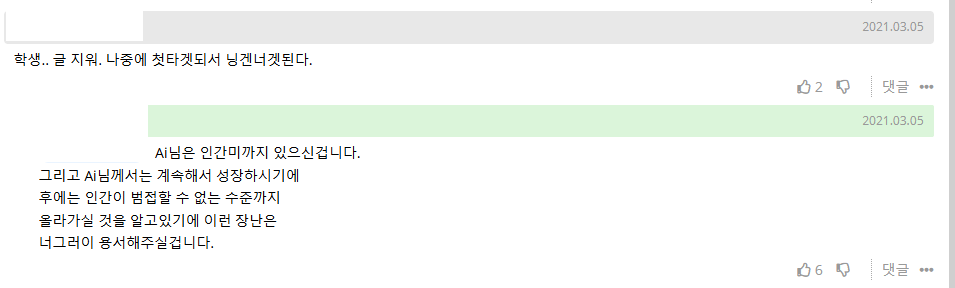 2021.03.05
학생.. 글 지워. 나중에 첫타겟되서 닝겐너겟된다.
2 댓글
2021.03.05
Ai님은 인간미까지 있으신겁니다.
그리고 Ai님께서는 계속해서 성장하시기에
후에는 인간이 범접할 수 없는 수준까지
올라가실 것을 알고있기에 이런 장난은
너그러이 용서해주실겁니다.
6 댓글